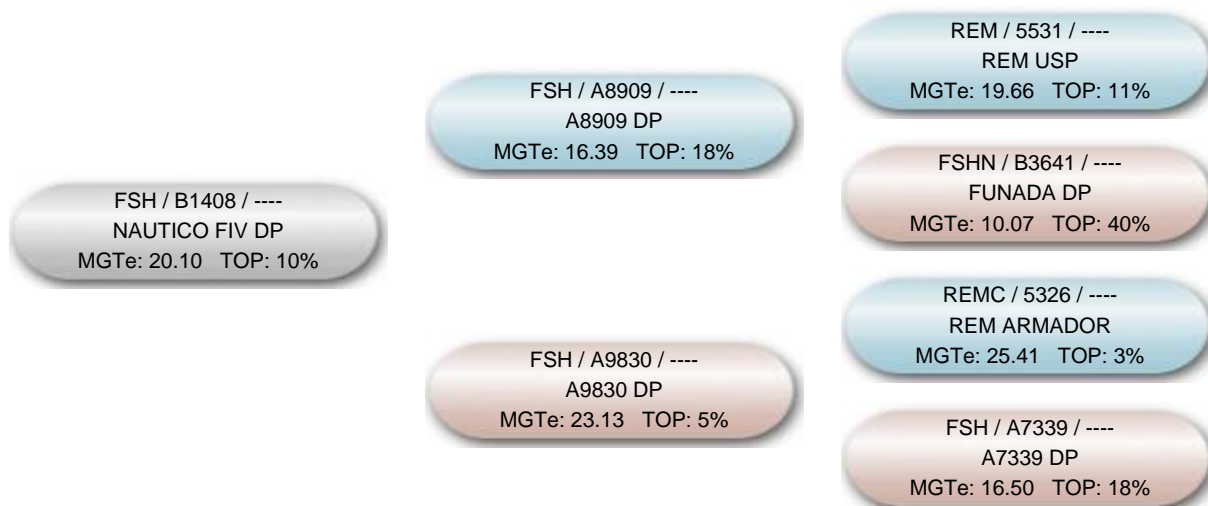 REM / 5531 / ----
REM USP
MGTe: 19.66 TOP: 11%
FSH / A8909 / ----
A8909 DP
MGTe: 16.39 TOP: 18%
FSHN / B3641 / ----
FUNADA DP
MGTe: 10.07 TOP: 40%
FSH / B1408 / ----
NAUTICO FIV DP
MGTe: 20.10 TOP: 10%
REMC / 5326 / ----
REM ARMADOR
MGTe: 25.41 TOP: 3%
FSH / A9830 / ----
A9830 DP
MGTe: 23.13 TOP: 5%
FSH / A7339 / ----
A7339 DP
MGTe: 16.50 TOP: 18%